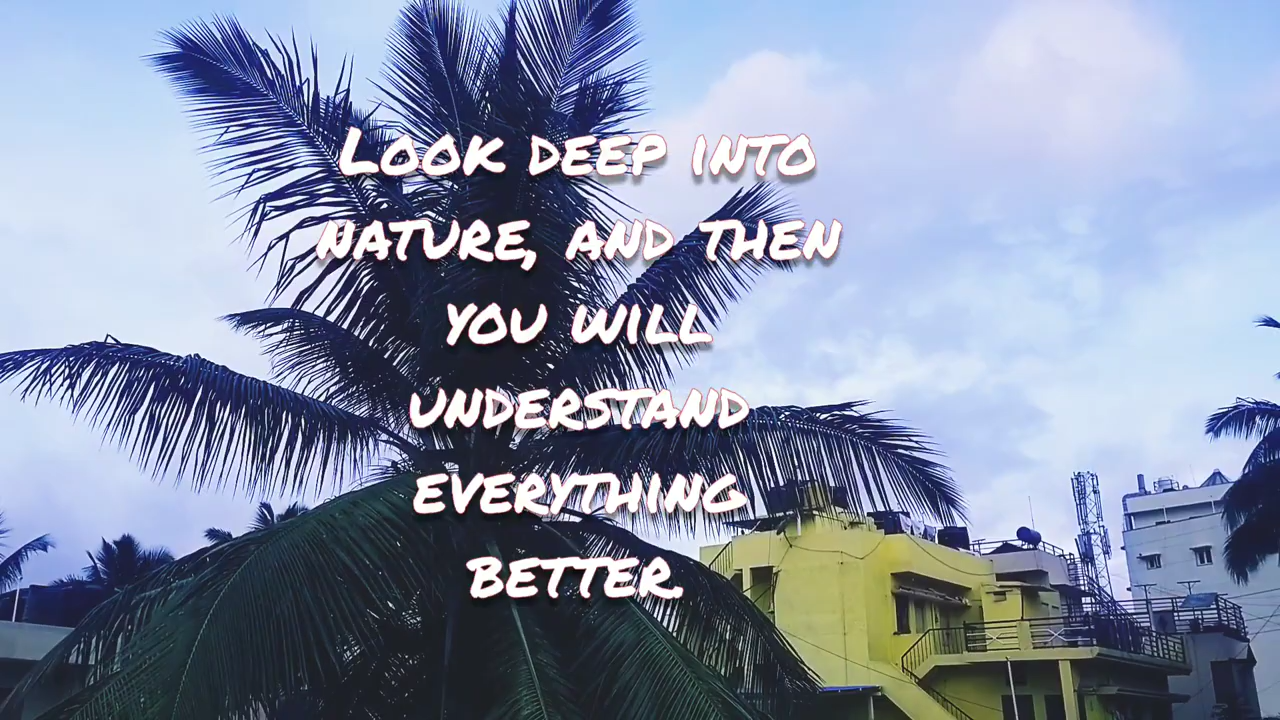 Look deep into
nature, and then
you will
understand
everything
better.